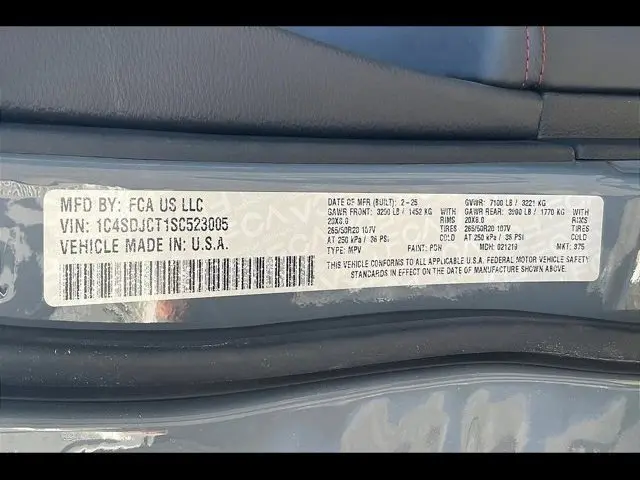 MFD BY: FCA US LLC
VIN: 1C4SDJCT1SC523005
VEHICLE MADE IN: U.S.A.
DATE OF MFR (BUILT): 2-25 GVWR: 7100 LB / 3221 KG
GAWR FRONT: 3200 LB / 1452 KG WITH GAWR REAR: 3900 LB / 1770 KG WITH
20X8.0 RIMS 20X8.0 RIMS
265/50R20 107V TIRES 265/50R20 107V TIRES
AT 250 kPa / 36 PSI AT 250 kPa / 36 PSI
TYPE: MPV PAINT: PDN MDH: 021219 MKT: 375
THIS VEHICLE CONFORMS TO ALL APPLICABLE U.S.A. FEDERAL MOTOR VEHICLE SAFETY
STANDARDS IN EFFECT ON THE DATE OF MANUFACTURE SHOWN ABOVE.